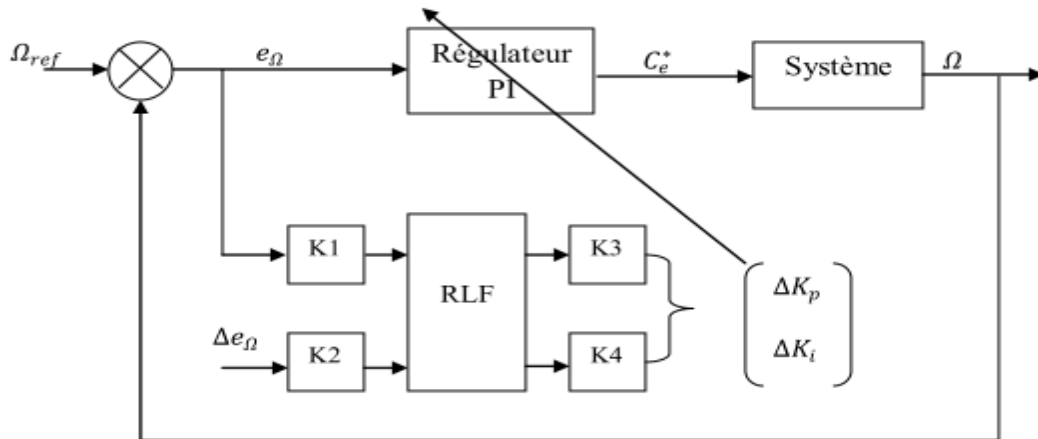 Ω_ref
e_Ω
Régulateur
PI
C_e^*
Système
Ω
K1
K3
RLF
ΔK_p
Δe_Ω
K2
K4
ΔK_i